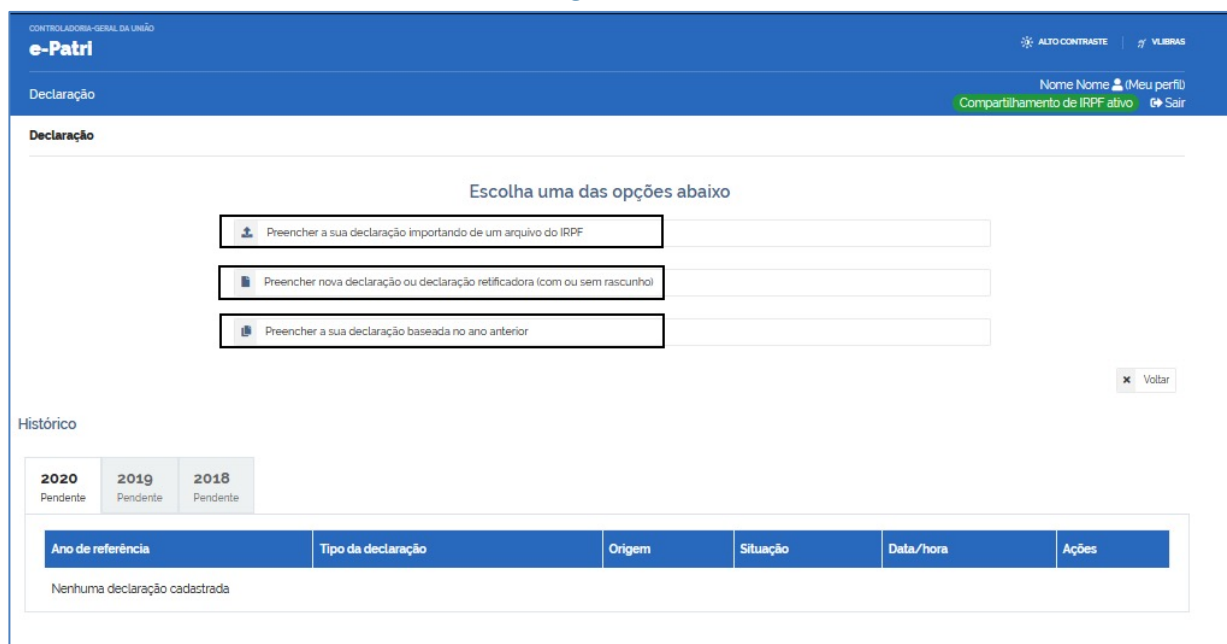 CONTROLADORIA-GERAL DA UNIÃO
e-Patri
ALTO CONTRASTE
VLIBRAS
Declaração
Nome Nome (Meu perfil)
Compartilhamento de IRPF ativo
Sair
Declaração
Escolha uma das opções abaixo
Preencher a sua declaração importando de um arquivo do IRPF
Preencher nova declaração ou declaração retificadora (com ou sem rascunho)
Preencher a sua declaração baseada no ano anterior
Voltar
Histórico
2020 2019 2018
Pendente Pendente Pendente
Ano de referência Tipo da declaração Origem Situação Data/hora Ações
Nenhuma declaração cadastrada